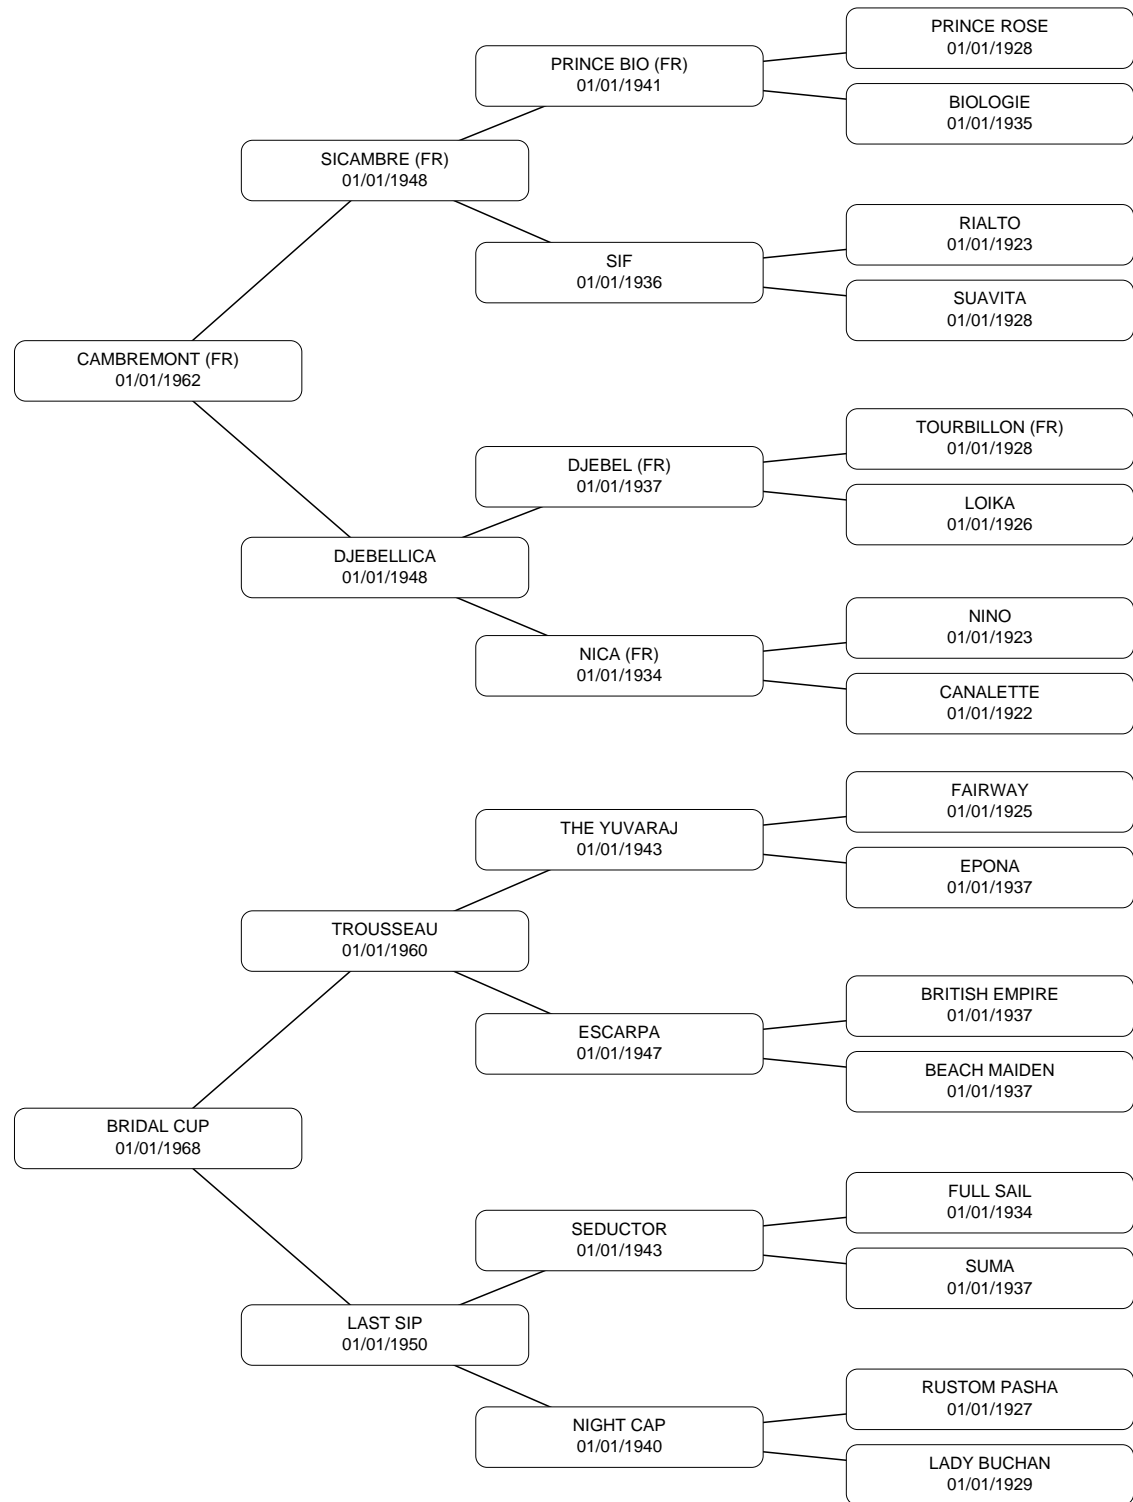 PRINCE ROSE
01/01/1928
PRINCE BIO (FR)
01/01/1941
BIOLOGIE
01/01/1935
SICAMBRE (FR)
01/01/1948
RIALTO
01/01/1923
SIF
01/01/1936
SUAVITA
01/01/1928
CAMBREMONT (FR)
01/01/1962
TOURBILLON (FR)
01/01/1928
DJEBEL (FR)
01/01/1937
LOIKA
01/01/1926
DJEBELLICA
01/01/1948
NINO
01/01/1923
NICA (FR)
01/01/1934
CANALETTE
01/01/1922
FAIRWAY
01/01/1925
THE YUVARAJ
01/01/1943
EPONA
01/01/1937
TROUSSEAU
01/01/1960
BRITISH EMPIRE
01/01/1937
ESCARPA
01/01/1947
BEACH MAIDEN
01/01/1937
BRIDAL CUP
01/01/1968
FULL SAIL
01/01/1934
SEDUCTOR
01/01/1943
SUMA
01/01/1937
LAST SIP
01/01/1950
RUSTOM PASHA
01/01/1927
NIGHT CAP
01/01/1940
LADY BUCHAN
01/01/1929